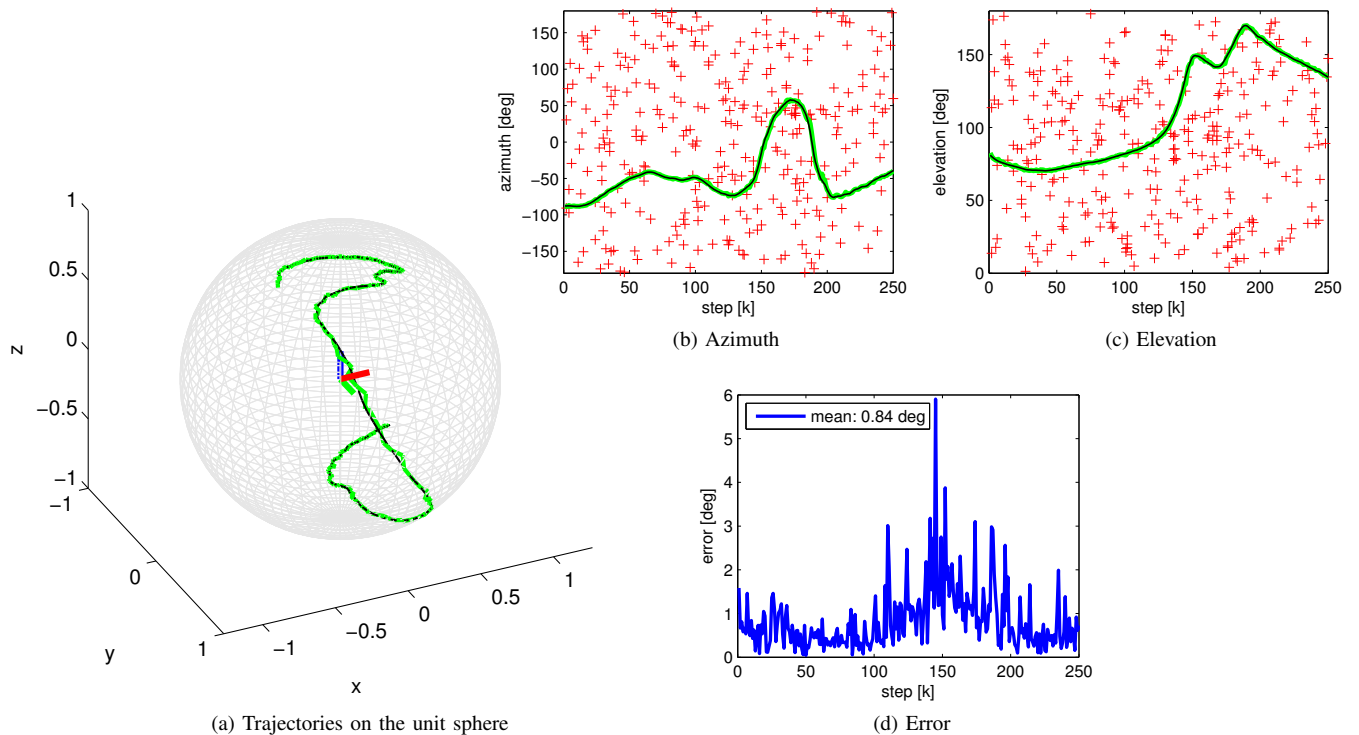 1
0.5
0
−0.5
−1
z
−1
0
1
y
−1
−0.5
0
0.5
1
x
(a) Trajectories on the unit sphere
150
100
50
0
−50
−100
−150
azimuth [deg]
0 50 100 150 200 250
step [k]
(b) Azimuth
150
100
50
0
elevation [deg]
0 50 100 150 200 250
step [k]
(c) Elevation
6
5
4
3
2
1
0
error [deg]
mean: 0.84 deg
0 50 100 150 200 250
step [k]
(d) Error